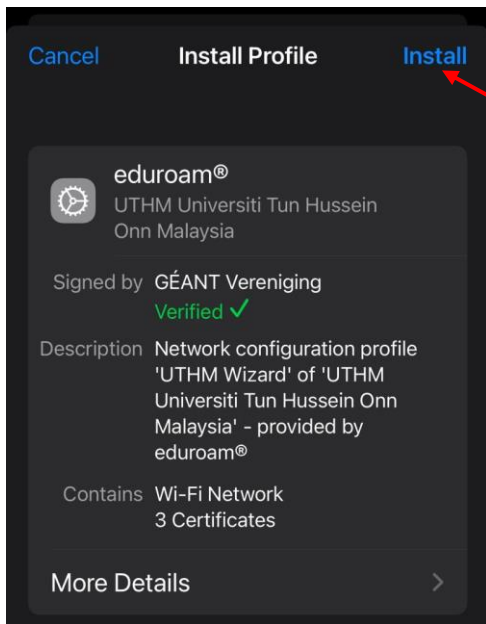 Cancel Install Profile Install
eduroam®
UTHM Universiti Tun Hussein
Onn Malaysia
Signed by GÉANT Vereniging
Verified ✓
Description Network configuration profile
'UTHM Wizard' of 'UTHM
Universiti Tun Hussein Onn
Malaysia' - provided by
eduroam®
Contains Wi-Fi Network
3 Certificates
More Details